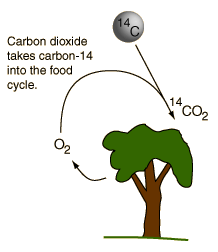 ¹⁴C
Carbon dioxide
takes carbon-14
into the food
cycle.
¹⁴CO₂
O₂